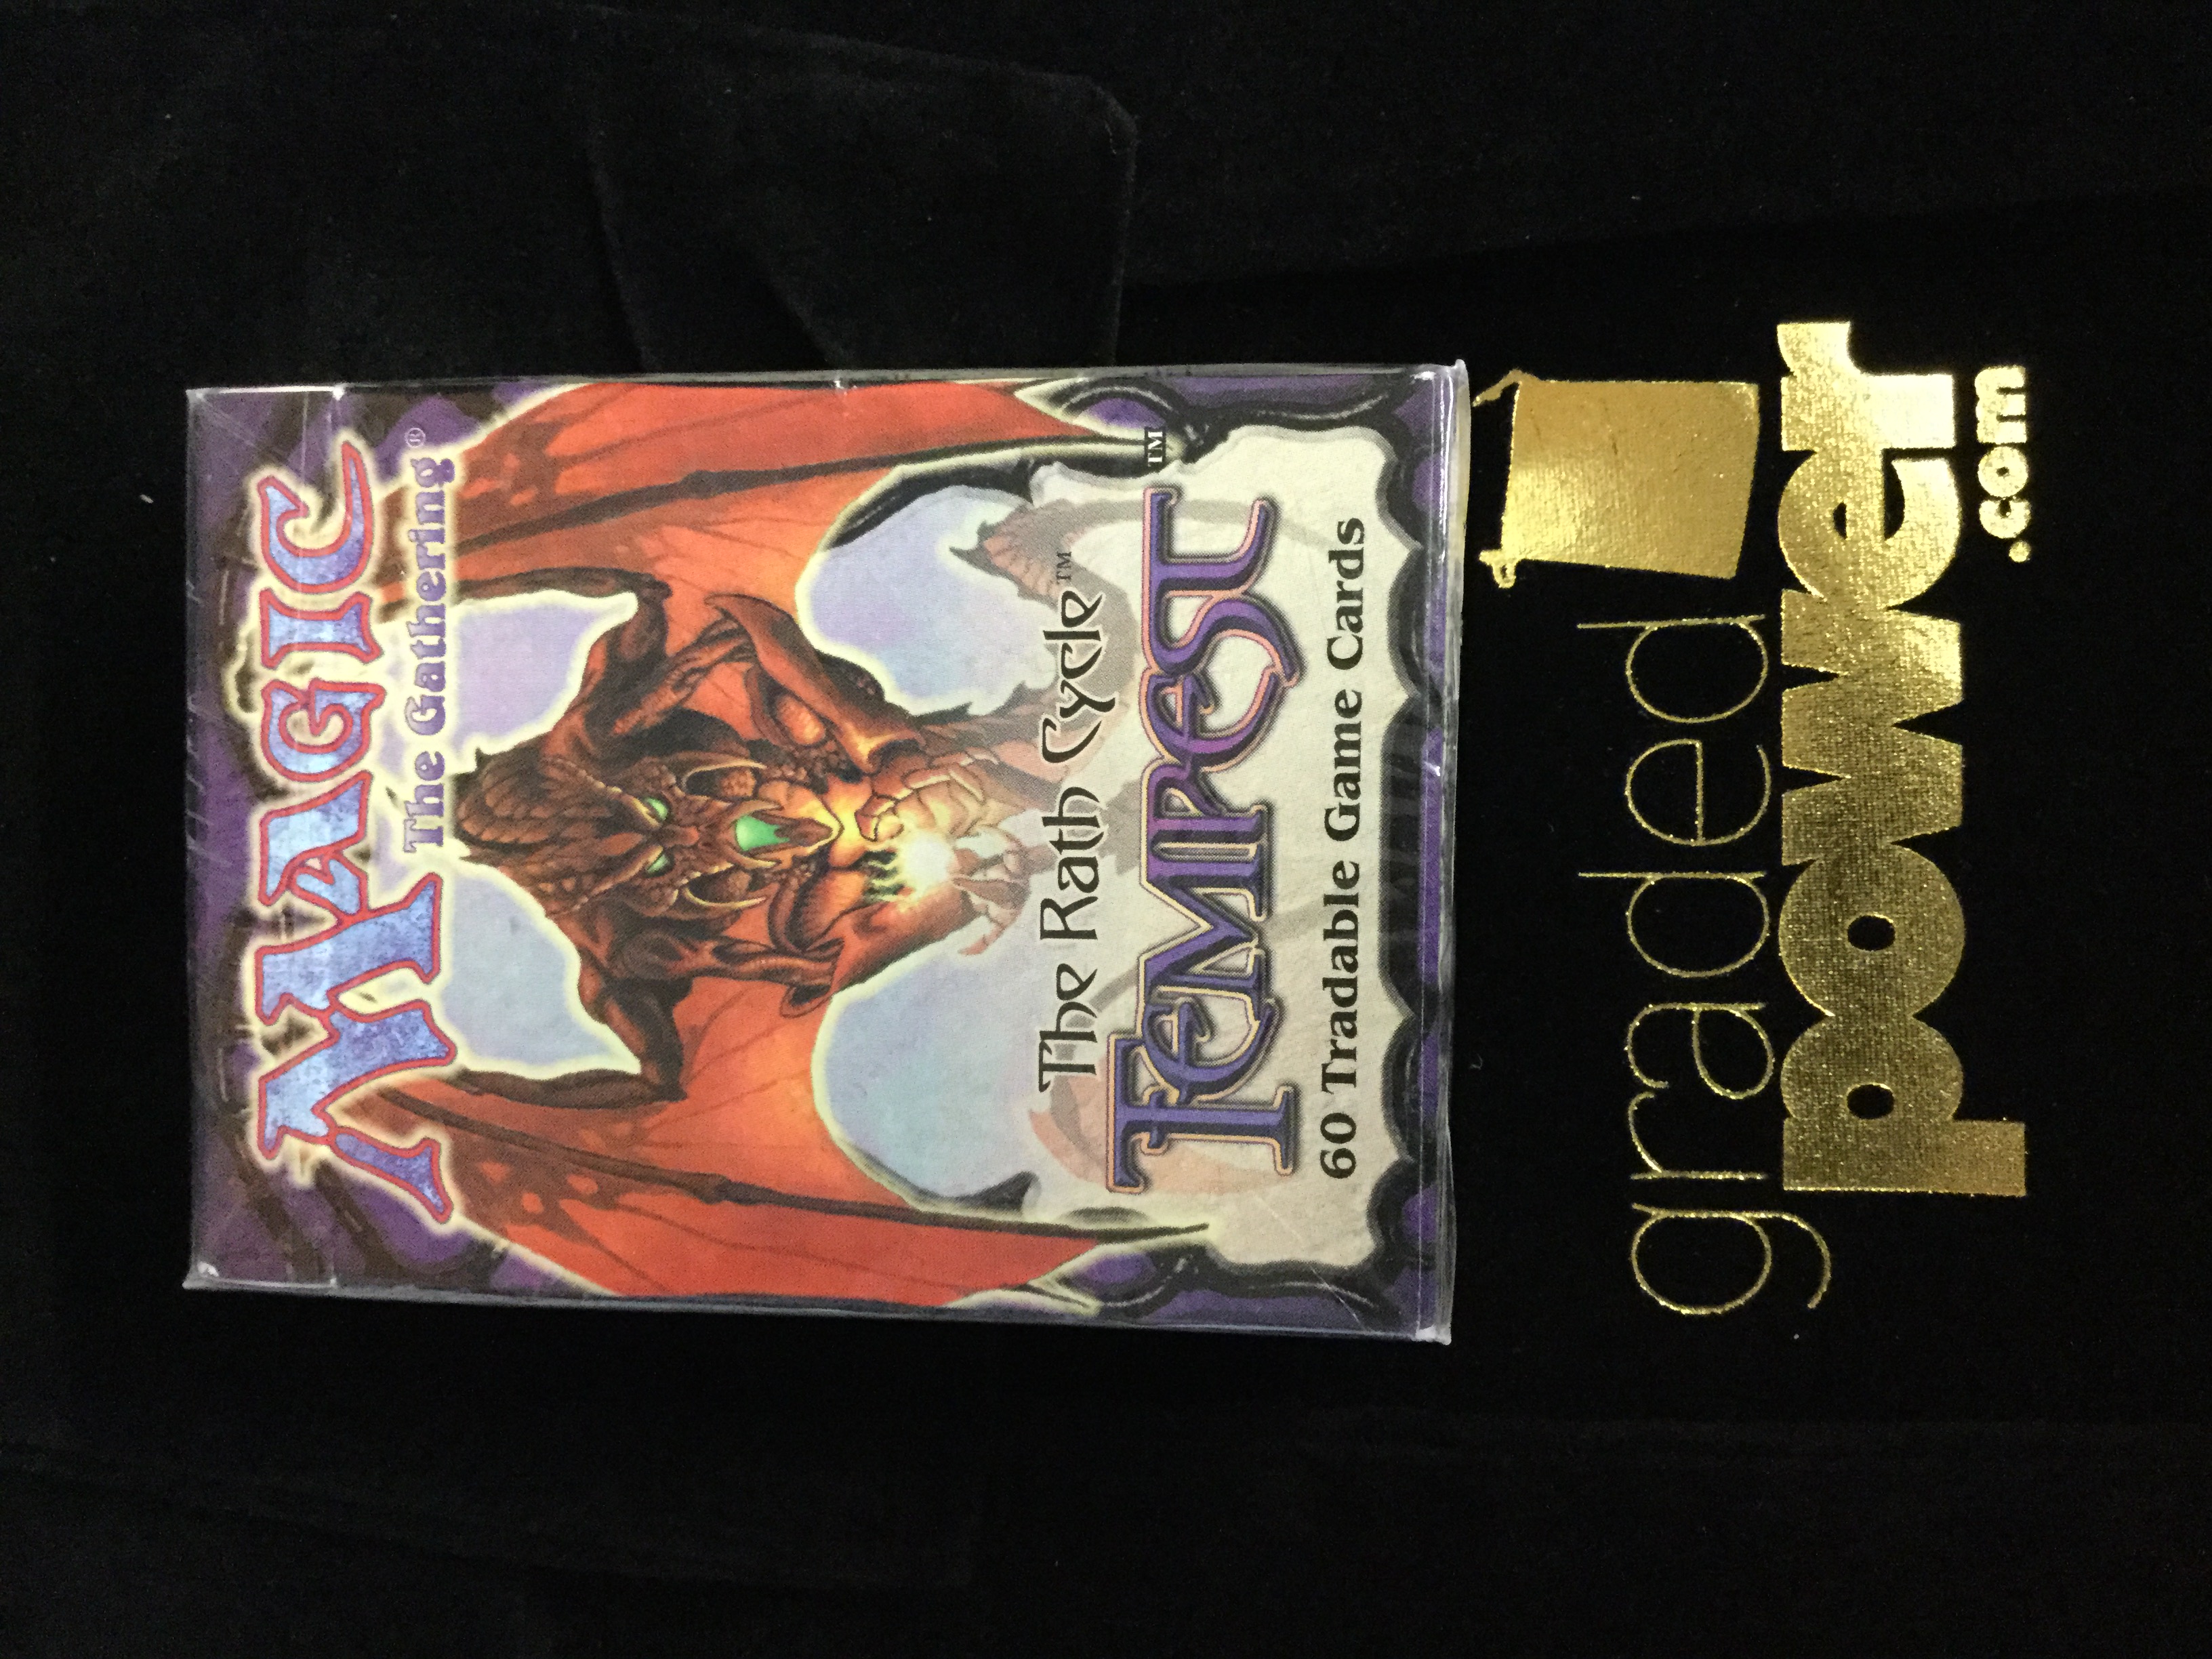 MAGIC
The Gathering®
The Rath Cycle™
TEMPEST™
60 Tradable Game Cards
graded
power
.com